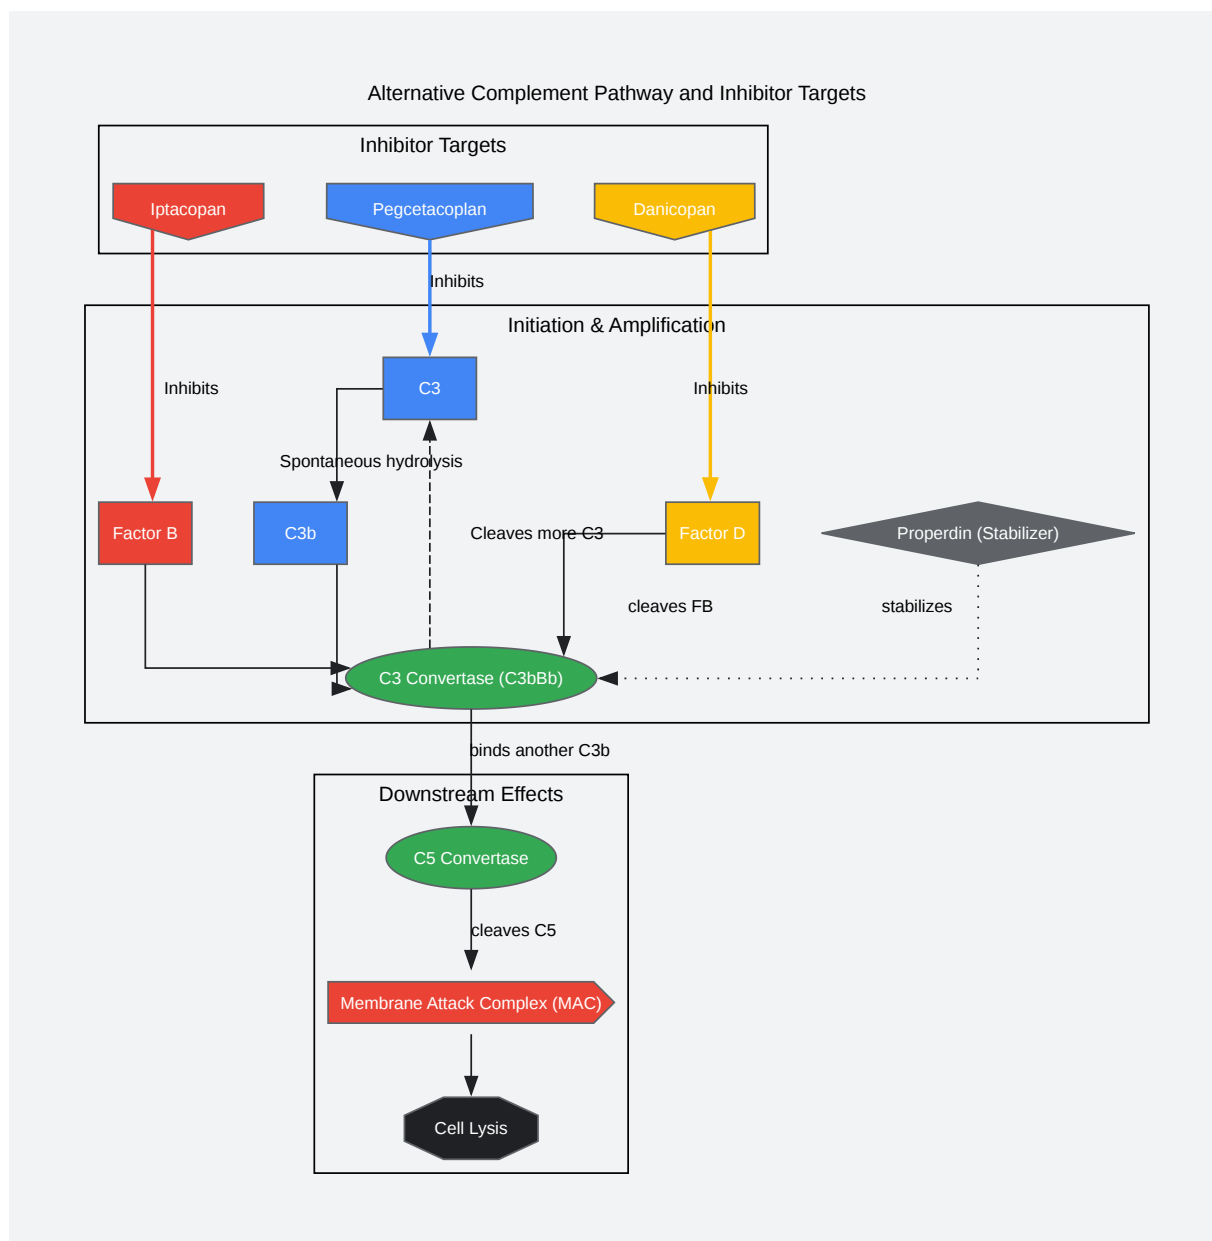 Alternative Complement Pathway and Inhibitor Targets
Inhibitor Targets
Iptacopan
Pegcetacoplan
Danicopan
Inhibits
Initiation & Amplification
C3
Inhibits
Inhibits
Spontaneous hydrolysis
Factor B
C3b
Cleaves more C3
Factor D
Properdin (Stabilizer)
cleaves FB
stabilizes
C3 Convertase (C3bBb)
binds another C3b
Downstream Effects
C5 Convertase
cleaves C5
Membrane Attack Complex (MAC)
Cell Lysis